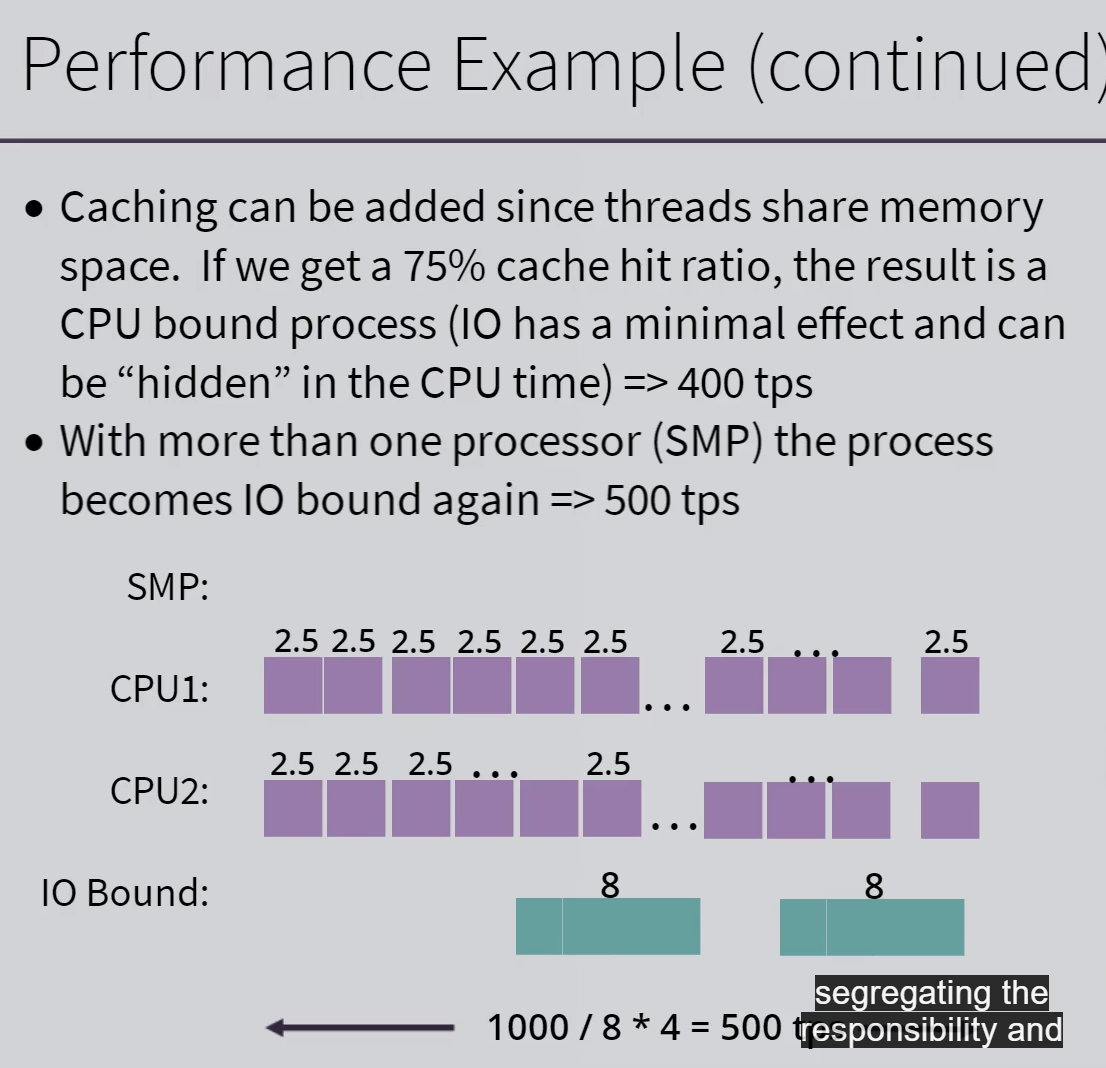 Performance Example (continued)
• Caching can be added since threads share memory
space. If we get a 75% cache hit ratio, the result is a
CPU bound process (IO has a minimal effect and can
be “hidden” in the CPU time) => 400 tps
• With more than one processor (SMP) the process
becomes IO bound again => 500 tps
SMP:
2.5 2.5 2.5 2.5 2.5 2.5 2.5 ... 2.5
CPU1:
...
2.5 2.5 2.5 ... 2.5 ...
CPU2:
...
8 8
IO Bound:
1000 / 8 * 4 = 500 tps
segregating the
responsibility and